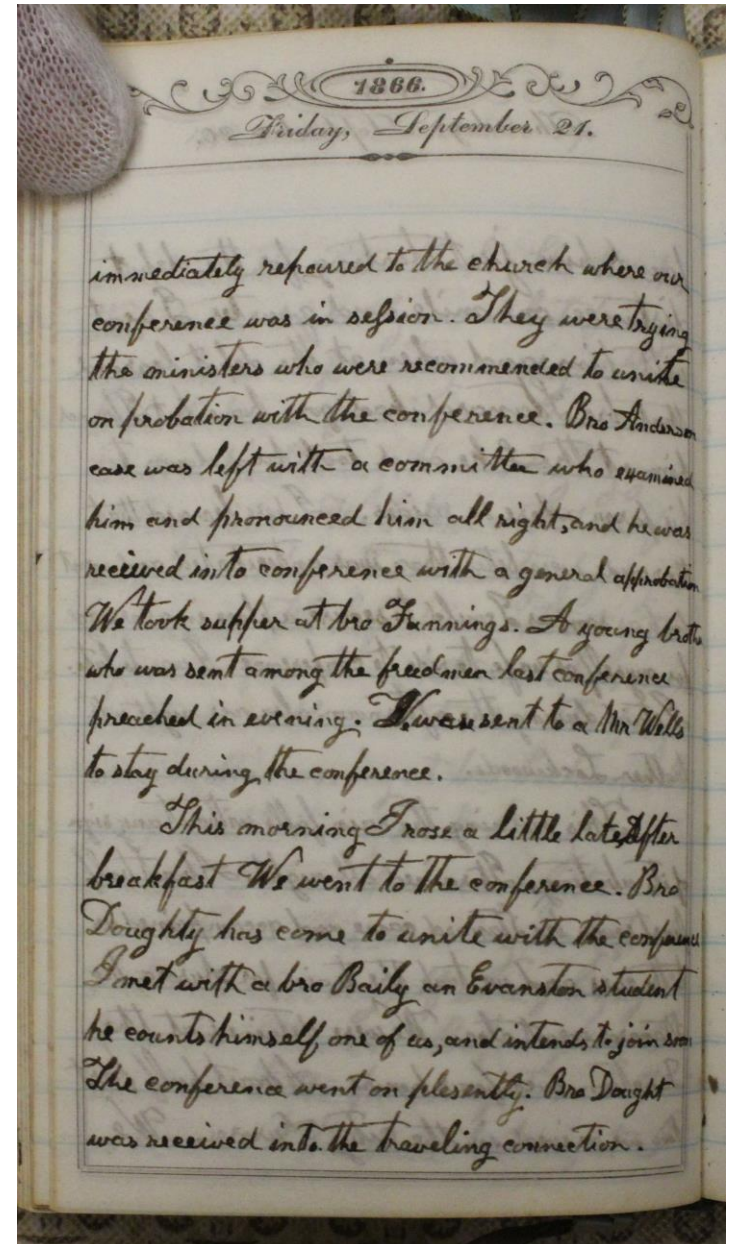 1866.
Friday, September 21.
immediately repaired to the church where our
conference was in session. They were trying
the ministers who were recommended to unite
on probation with the conference. Bro Anderson
case was left with a committee who examined
him and pronounced him all right, and he was
received into conference with a general approbation
We took supper at bro Funnings. A young broth
who was sent among the freedmen last conference
preached in evening. was sent to a Mr Wells
to stay during the conference.
This morning I rose a little late, After
breakfast We went to the conference. Bro
Doughty has come to unite with the conference
I met with a bro Baily an Evanston student
he counts himself one of us, and intends to join soon
The conference went on plesently. Bro Dought
was received into the traveling connection.